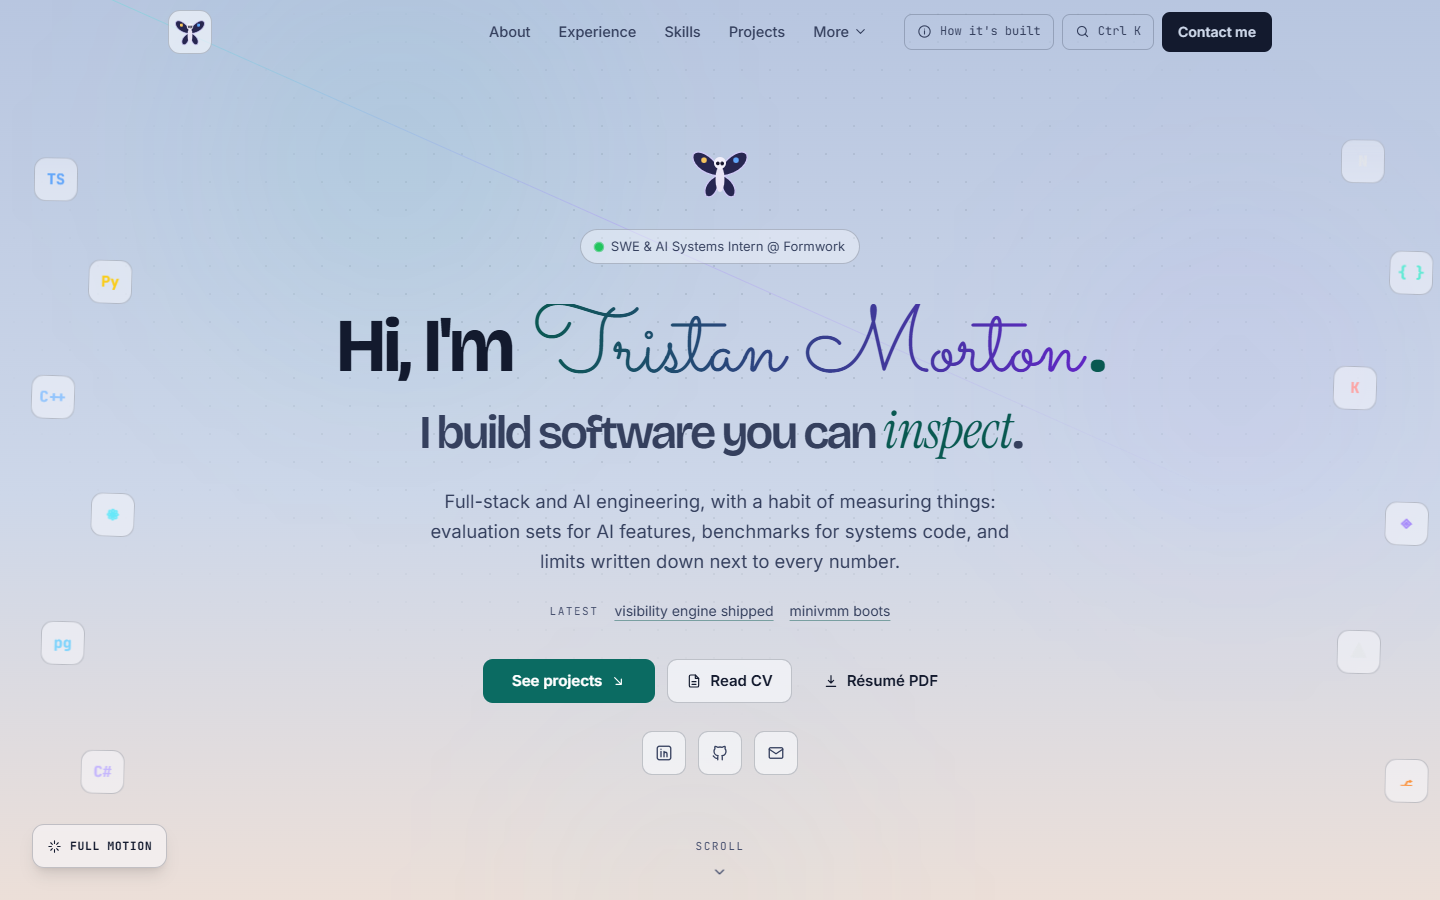 About
Experience
Skills
Projects
More
How it's built
Ctrl K
Contact me
TS
{ }
SWE & AI Systems Intern @ Formwork
Py
Hi, I'm Tristan Morton.
C++
K
I build software you can inspect.
Full-stack and AI engineering, with a habit of measuring things:
evaluation sets for AI features, benchmarks for systems code, and
limits written down next to every number.
LATEST visibility engine shipped minivmm boots
pg
See projects
Read CV
Résumé PDF
in
C#
FULL MOTION
SCROLL